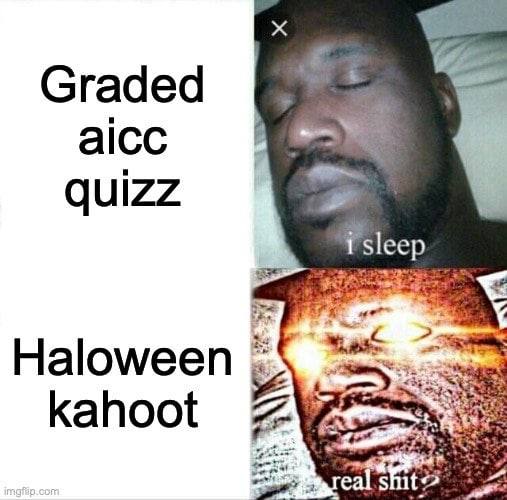 Graded
aicc
quizz
i sleep
Haloween
kahoot
real shit?
imgflip.com